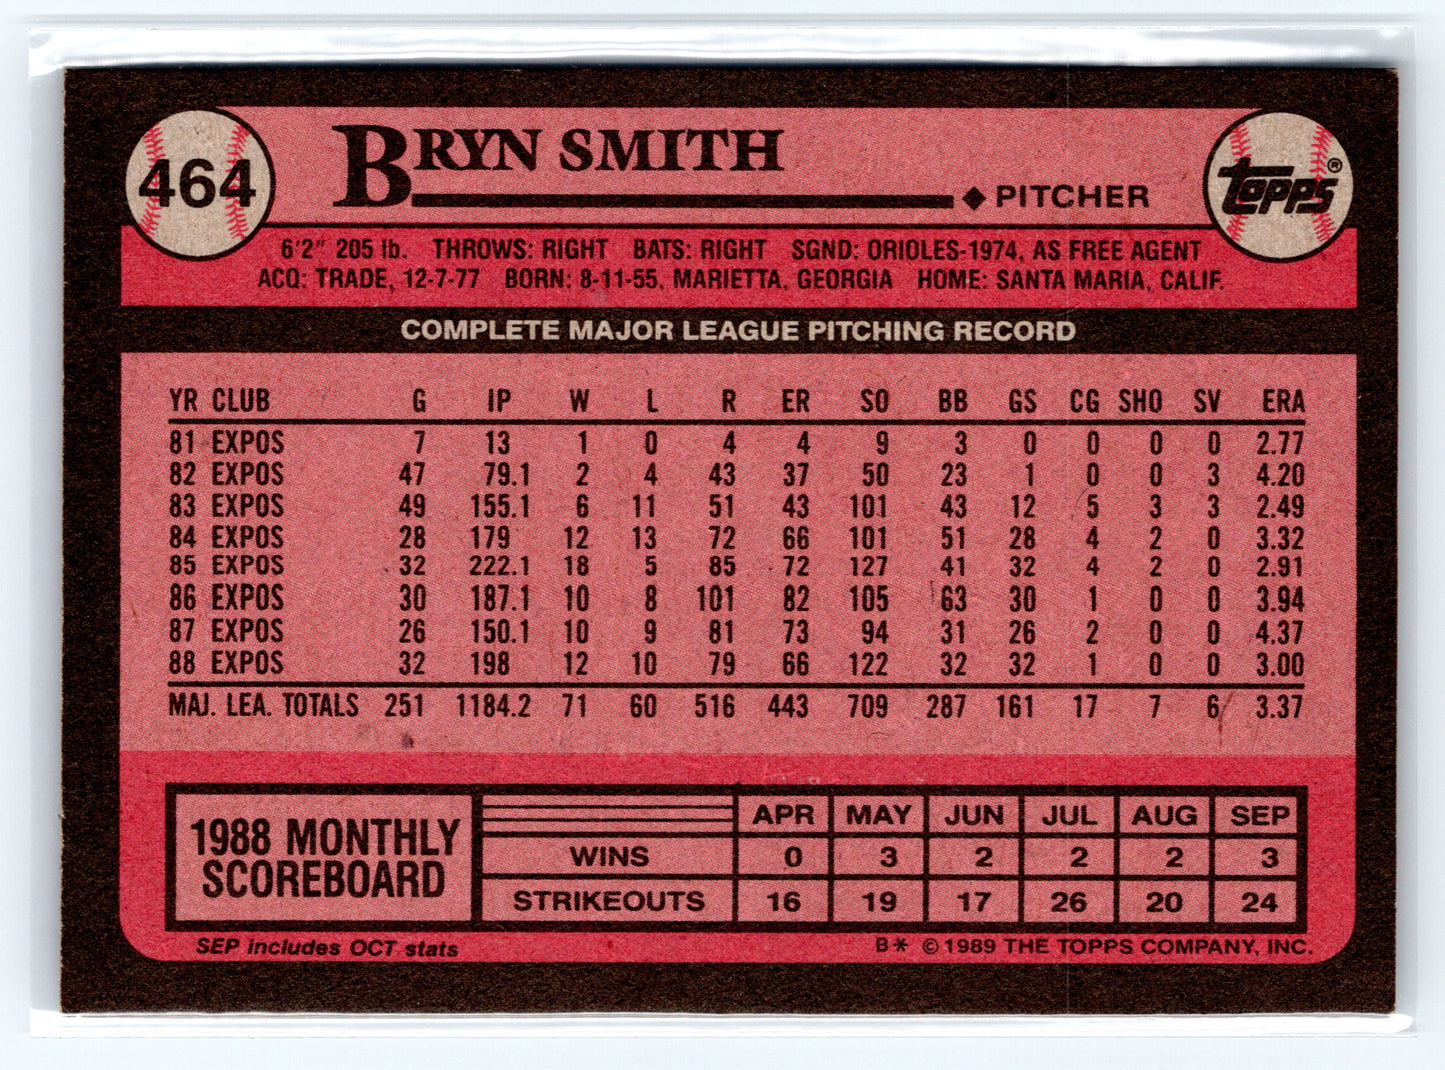 464
BRYN SMITH
◆ PITCHER
TOPPS®
6'2" 205 lb. THROWS: RIGHT BATS: RIGHT SGND: ORIOLES-1974, AS FREE AGENT
ACQ: TRADE, 12-7-77 BORN: 8-11-55, MARIETTA, GEORGIA HOME: SANTA MARIA, CALIF.
COMPLETE MAJOR LEAGUE PITCHING RECORD
YR CLUB G IP W L R ER SO BB GS CG SHO SV ERA
81 EXPOS 7 13 1 0 4 4 9 3 0 0 0 0 2.77
82 EXPOS 47 79.1 2 4 43 37 50 23 1 0 0 3 4.20
83 EXPOS 49 155.1 6 11 51 43 101 43 12 5 3 3 2.49
84 EXPOS 28 179 12 13 72 66 101 51 28 4 2 0 3.32
85 EXPOS 32 222.1 18 5 85 72 127 41 32 4 2 0 2.91
86 EXPOS 30 187.1 10 8 101 82 105 63 30 1 0 0 3.94
87 EXPOS 26 150.1 10 9 81 73 94 31 26 2 0 0 4.37
88 EXPOS 32 198 12 10 79 66 122 32 32 1 0 0 3.00
MAJ. LEA. TOTALS 251 1184.2 71 60 516 443 709 287 161 17 7 6 3.37
1988 MONTHLY
SCOREBOARD
APR MAY JUN JUL AUG SEP
WINS 0 3 2 2 2 3
STRIKEOUTS 16 19 17 26 20 24
SEP includes OCT stats
B* © 1989 THE TOPPS COMPANY, INC.